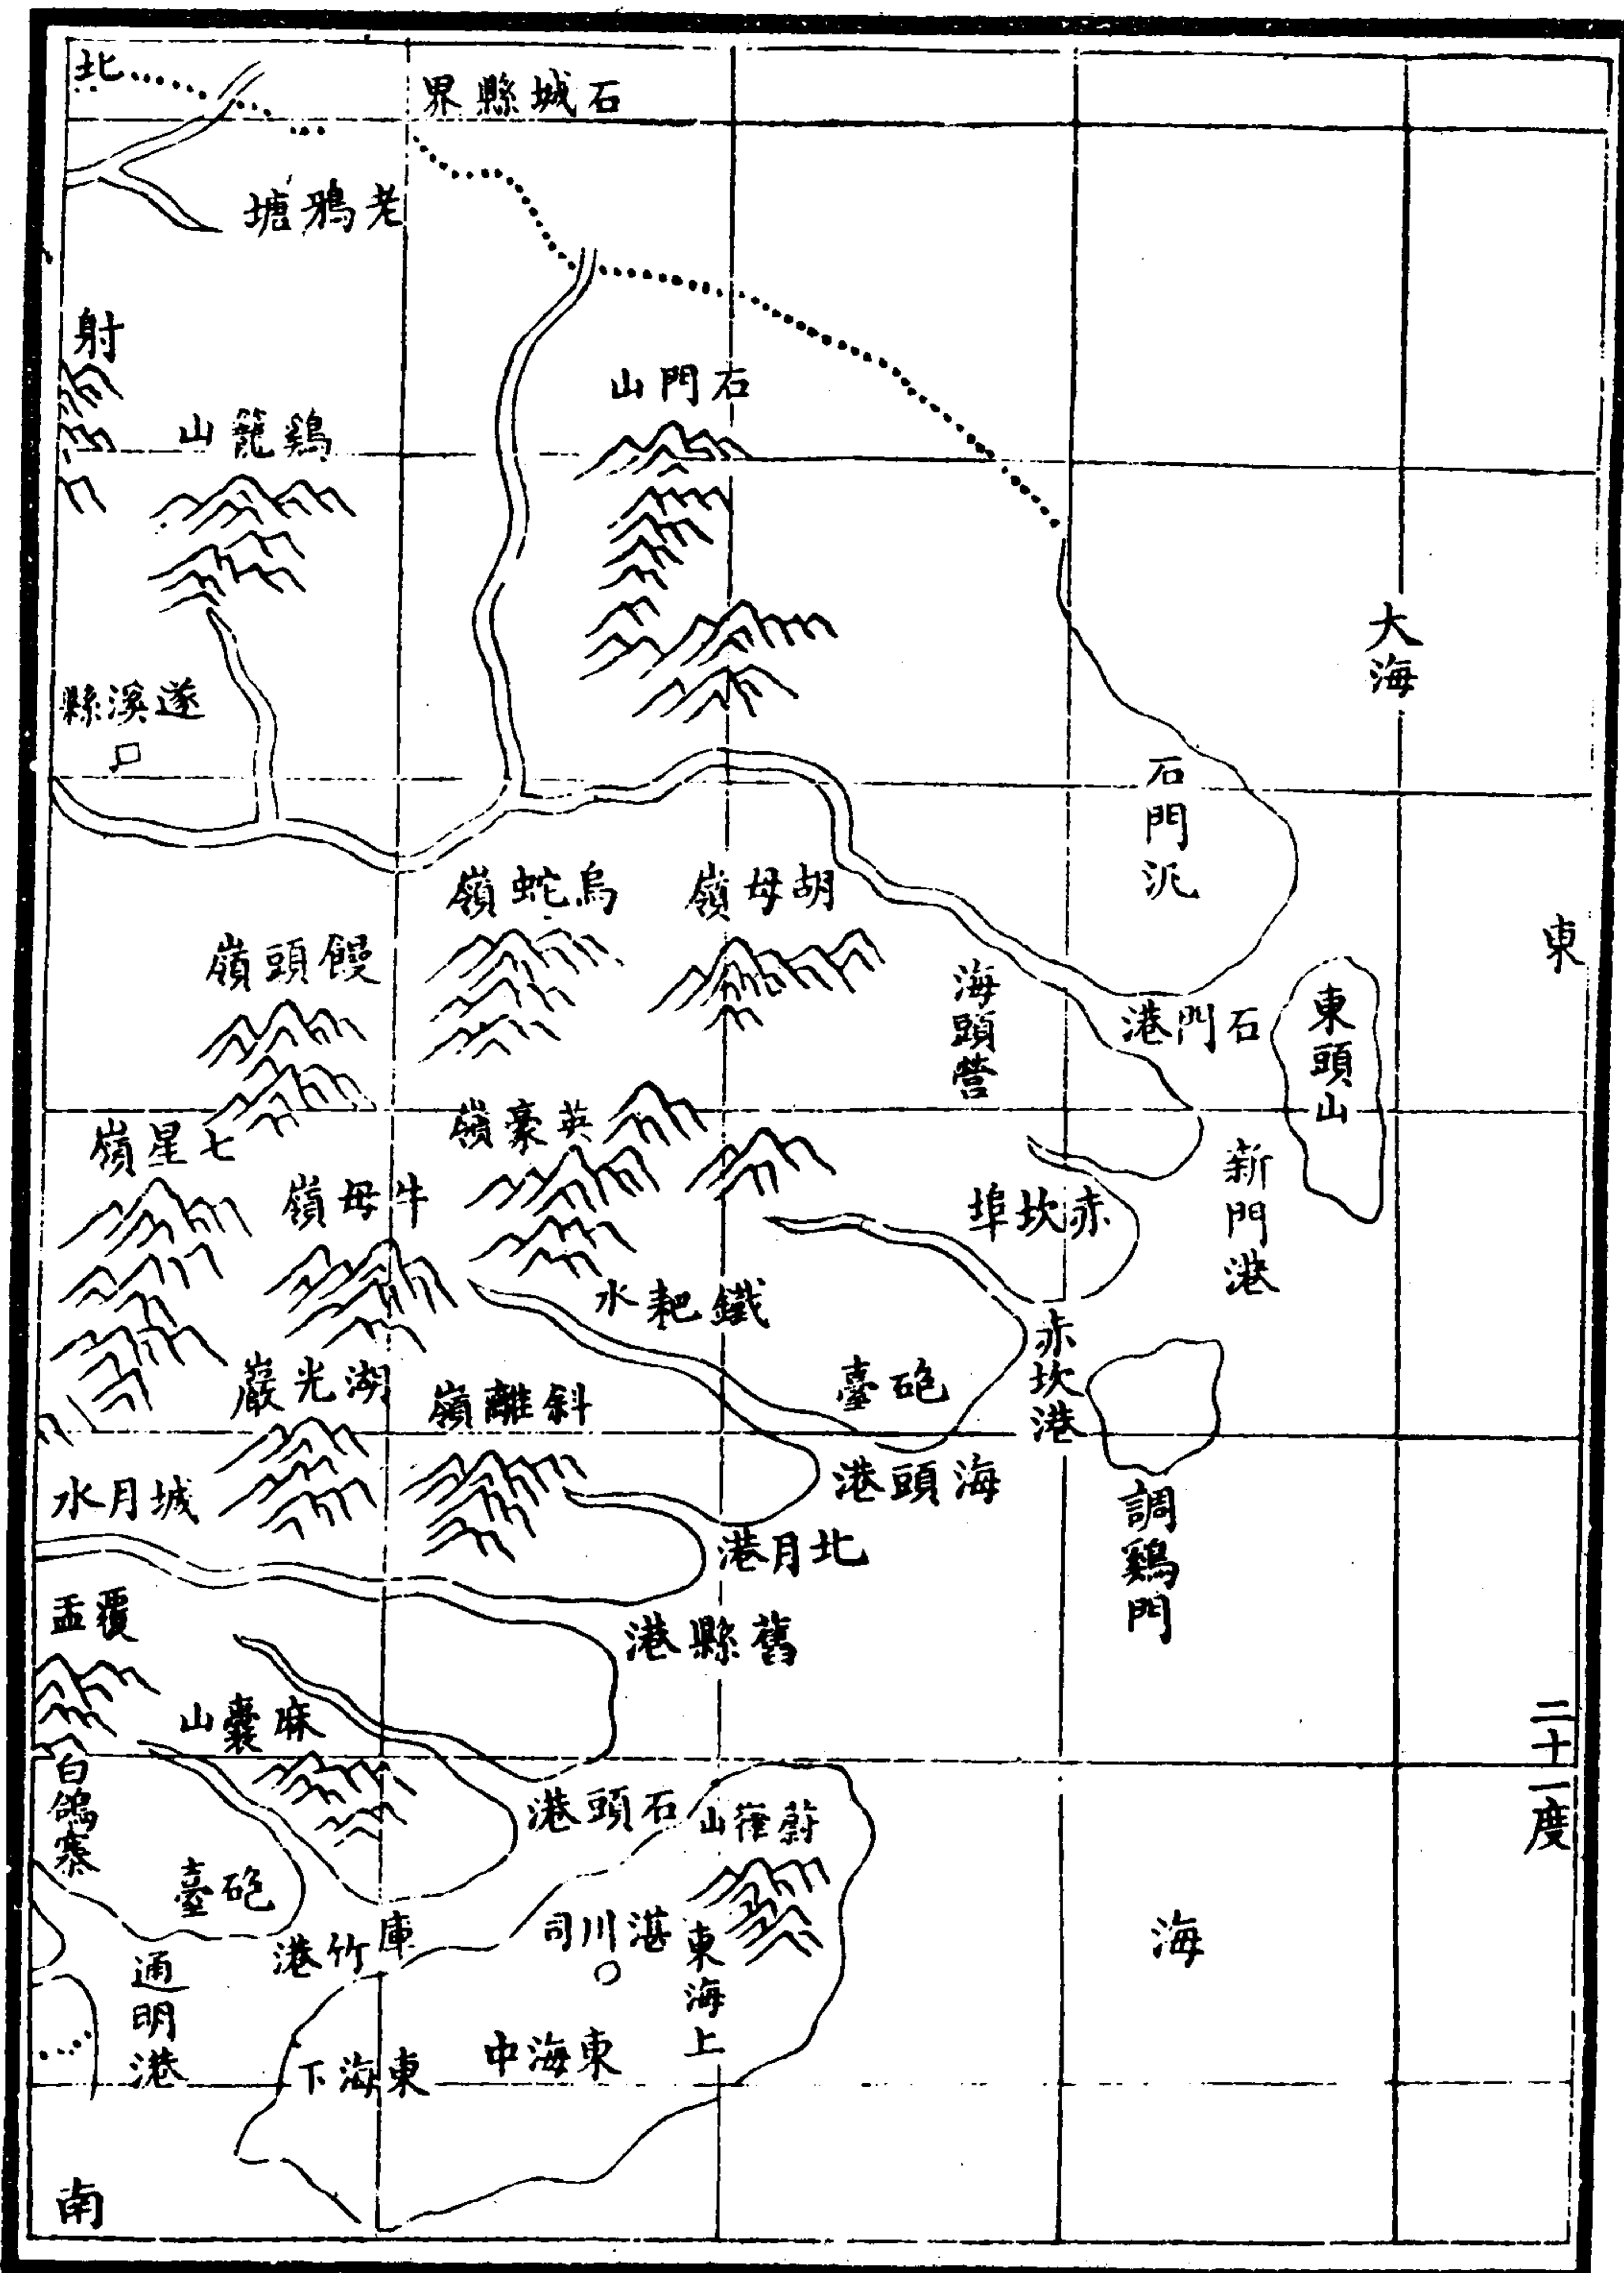 北
石城縣界
老鴉塘
射
石門山
鷄籠山
大海
遂溪縣
石門汛
東
胡母嶺
烏蛇嶺
饅頭嶺
海頭營
石門港
東頭山
英豪嶺
七星嶺
牛母嶺
新門港
赤坎埠
鐵耙水
赤坎港
砲臺
湖光巖
斜離嶺
海頭港
城月水
調鷄門
北月港
覆盂
舊縣港
麻囊山
二十一度
白鴿寨
石頭港
蔚嵂山
砲臺
庫竹港
湛川司
東海上
海
通明港
東海中
東海下
南